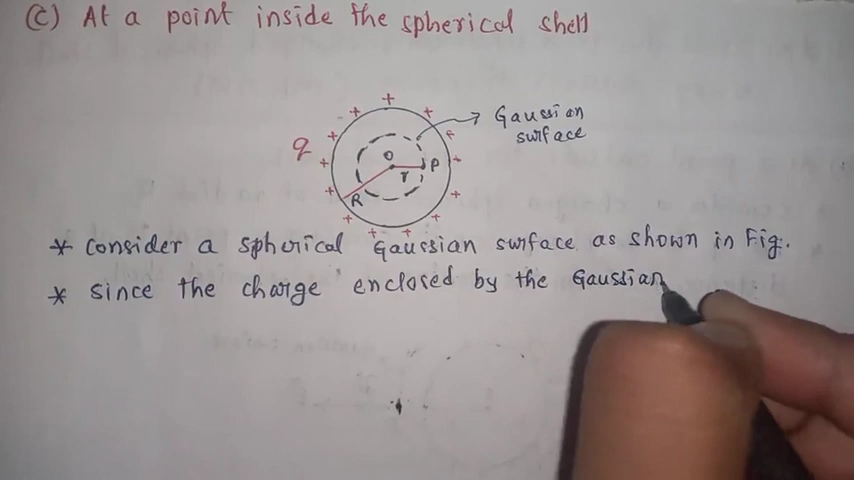 (C) At a point inside the spherical shell
Gaussian
surface
q
O
P
r
R
* Consider a spherical Gaussian surface as shown in Fig.
* Since the charge enclosed by the Gaussian